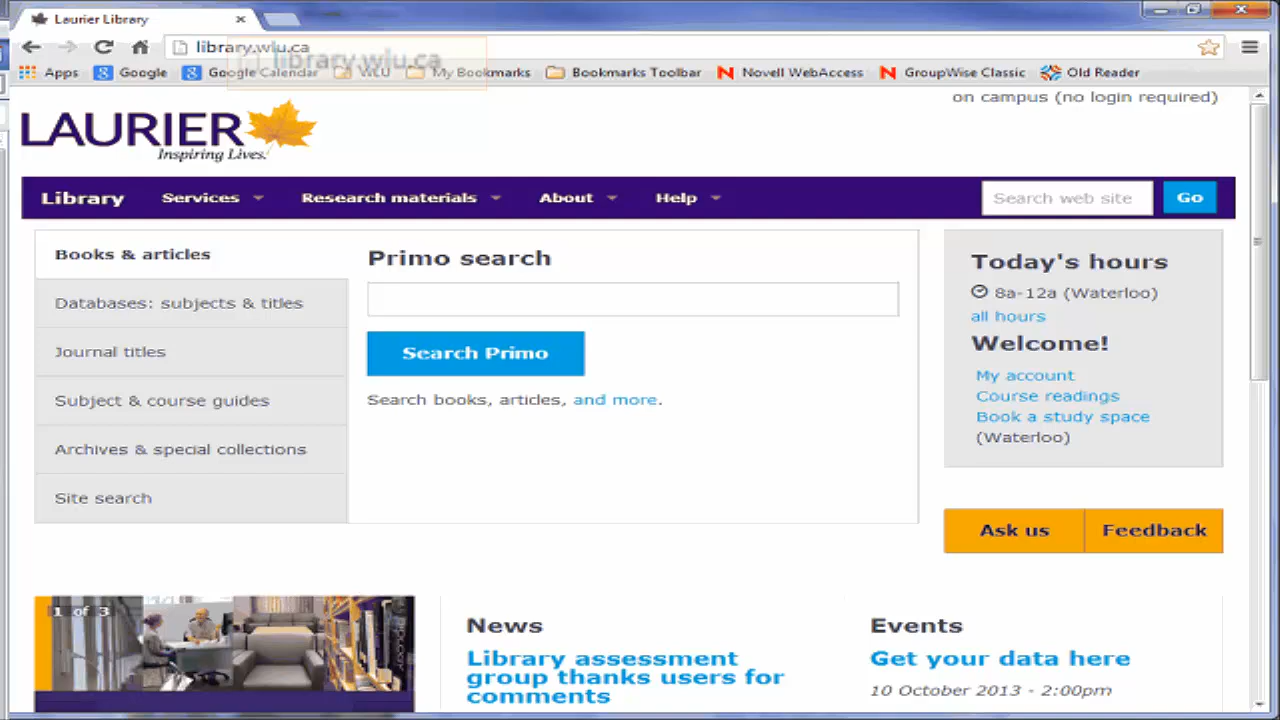 Laurier Library
library.wlu.ca
library.wlu.ca
Apps Google Google Calendar WLU My Bookmarks Bookmarks Toolbar Novell WebAccess GroupWise Classic Old Reader
on campus (no login required)
LAURIER
Inspiring Lives.
Library Services Research materials About Help Search web site Go
Books & articles
Databases: subjects & titles
Journal titles
Subject & course guides
Archives & special collections
Site search
Primo search
Search Primo
Search books, articles, and more.
Today's hours
8a-12a (Waterloo)
all hours
Welcome!
My account
Course readings
Book a study space
(Waterloo)
Ask us Feedback
1 of 3
News
Library assessment
group thanks users for
comments
Events
Get your data here
10 October 2013 - 2:00pm